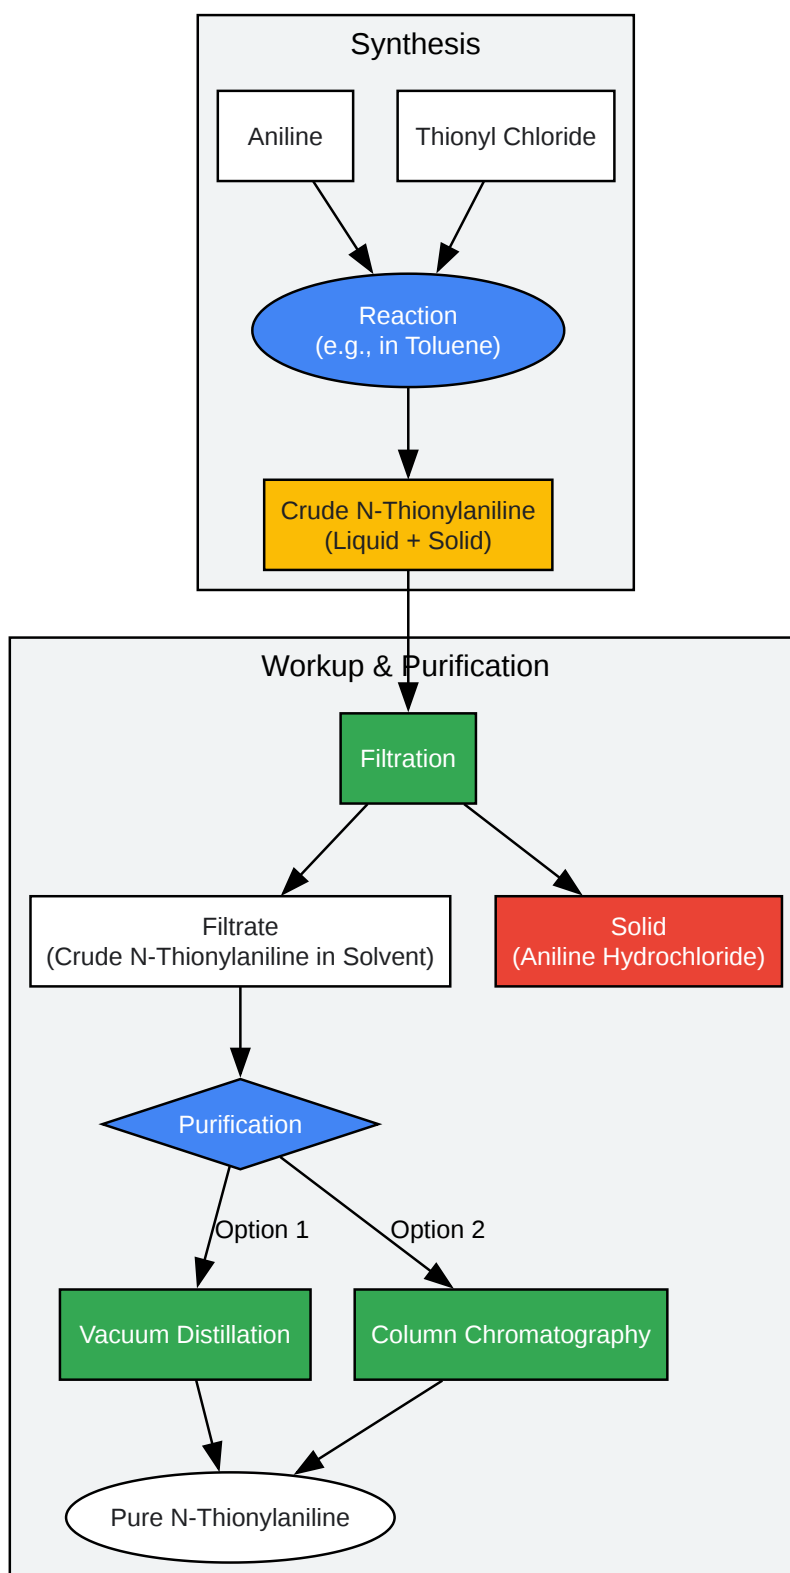 Synthesis
Aniline
Thionyl Chloride
Reaction
(e.g., in Toluene)
Crude N-Thionylaniline
(Liquid + Solid)
Workup & Purification
Filtration
Filtrate
(Crude N-Thionylaniline in Solvent)
Solid
(Aniline Hydrochloride)
Purification
Option 1
Option 2
Vacuum Distillation
Column Chromatography
Pure N-Thionylaniline